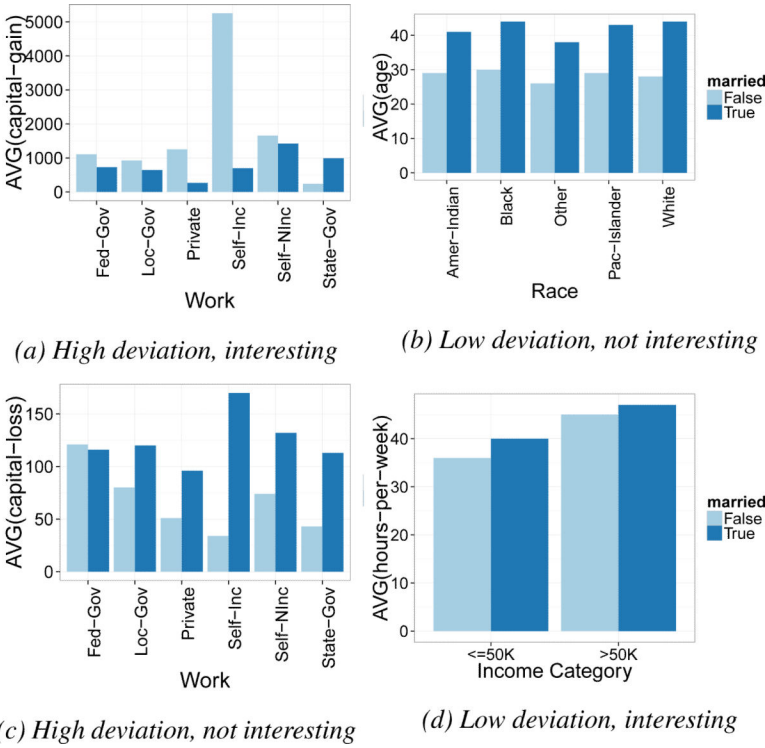 5000
4000
3000
2000
1000
0
AVG(capital-gain)
Fed-Gov
Loc-Gov
Private
Self-Inc
Self-NInc
State-Gov
Work
(a) High deviation, interesting
40
30
20
10
0
AVG(age)
Amer-Indian
Black
Other
Pac-Islander
White
Race
married
False
True
(b) Low deviation, not interesting
150
100
50
0
AVG(capital-loss)
Fed-Gov
Loc-Gov
Private
Self-Inc
Self-NInc
State-Gov
Work
(c) High deviation, not interesting
40
30
20
10
0
AVG(hours-per-week)
<=50K
>50K
Income Category
married
False
True
(d) Low deviation, interesting